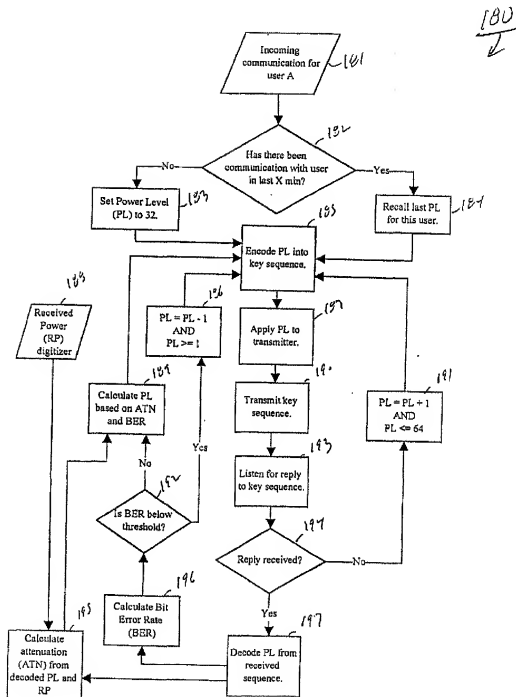 180
Incoming
communication for
user A
181
182
Has there been
communication with user
in last X min?
No
Yes
183
Set Power Level
(PL) to 32.
184
Recall last PL
for this user.
185
Encode PL into
key sequence.
188
Received
Power (RP)
digitizer
186
PL = PL - 1
AND
PL >= 1
187
Apply PL to
transmitter.
189
Calculate PL
based on ATN
and BER
190
Transmit key
sequence.
191
PL = PL + 1
AND
PL <= 64
No
Yes
192
Is BER below
threshold?
193
Listen for reply
to key sequence.
194
Reply received?
No
Yes
196
Calculate Bit
Error Rate
(BER)
195
Calculate
attenuation
(ATN) from
decoded PL and
RP
197
Decode PL from
received
sequence.